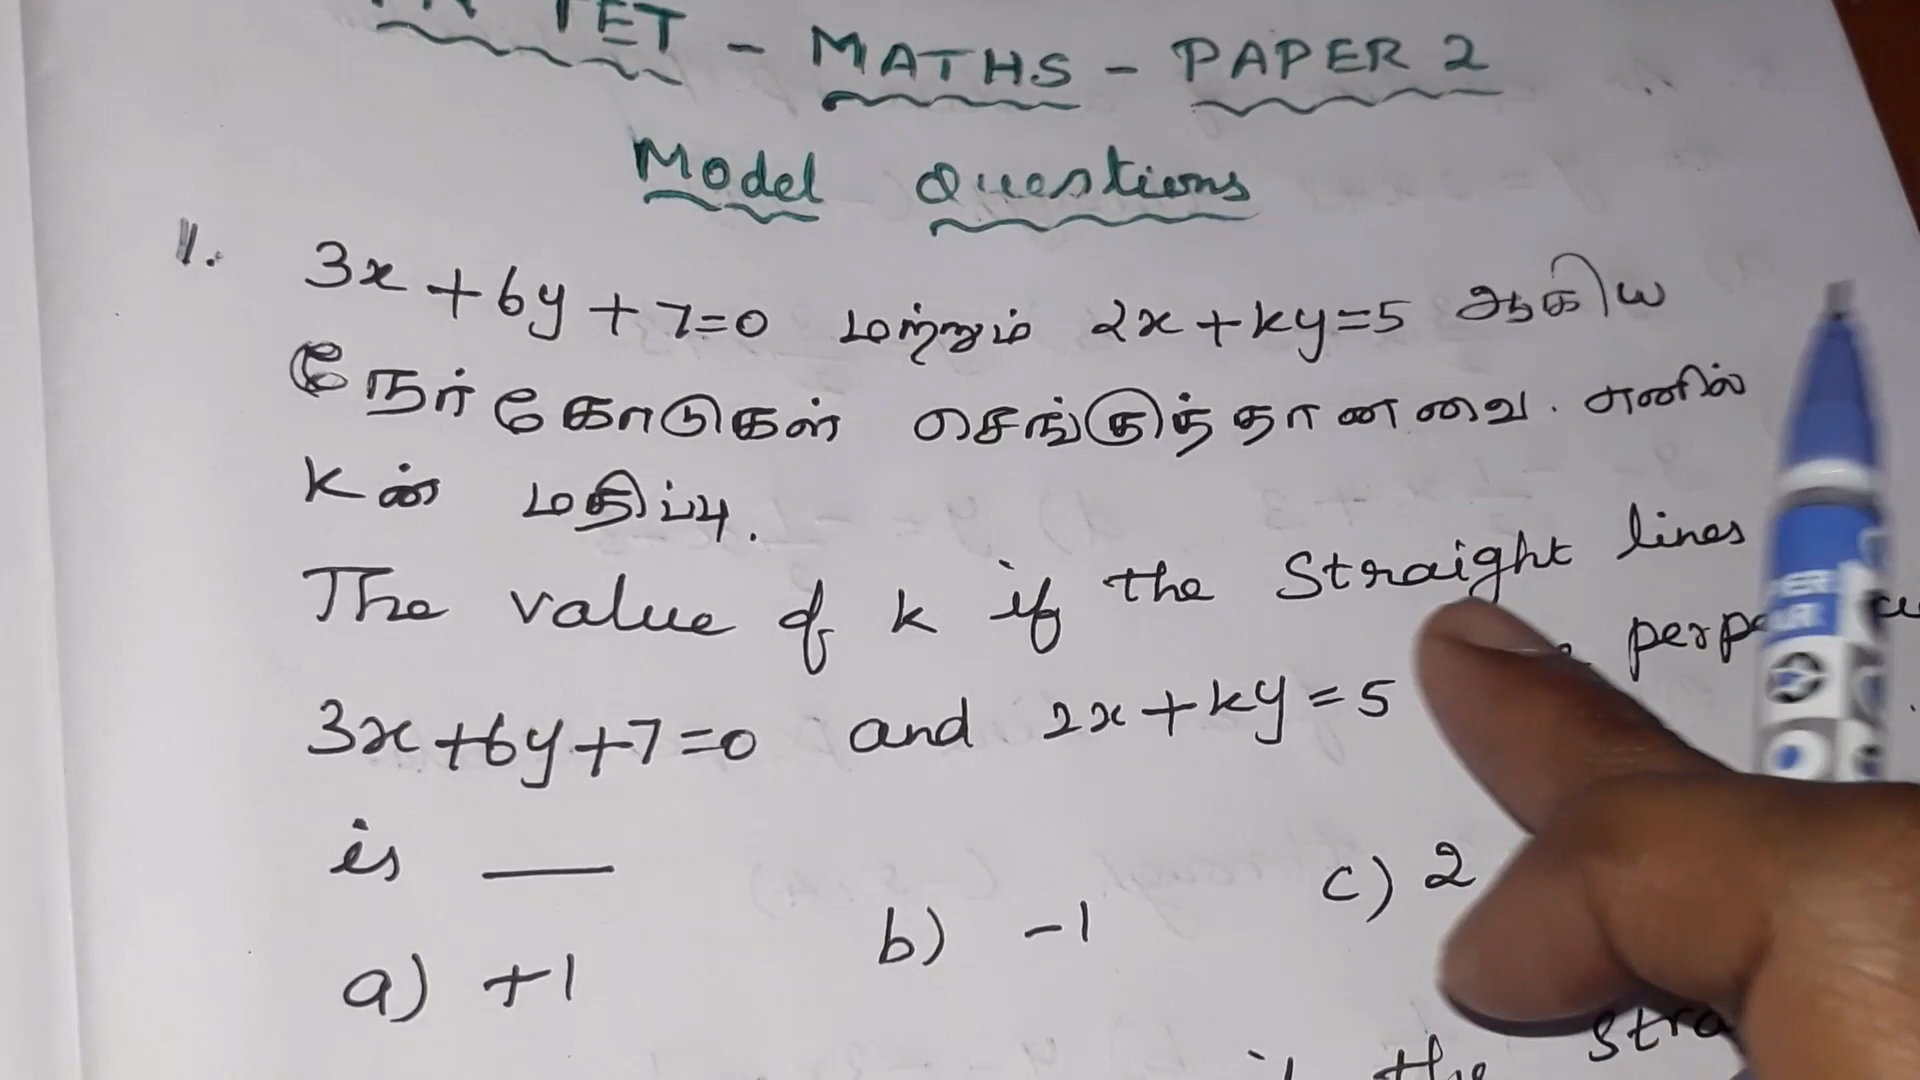 TET - MATHS - PAPER 2
Model Questions
1. 3x + 6y + 7=0 மற்றும் 2x + ky=5 ஆகிய
நேர்கோடுகள் செங்குத்தானவை. எனில்
k ன் மதிப்பு.
The value of k if the straight lines
3x+6y+7=0 and 2x+ky=5
is ___
a) +1 b) -1 c) 2
the